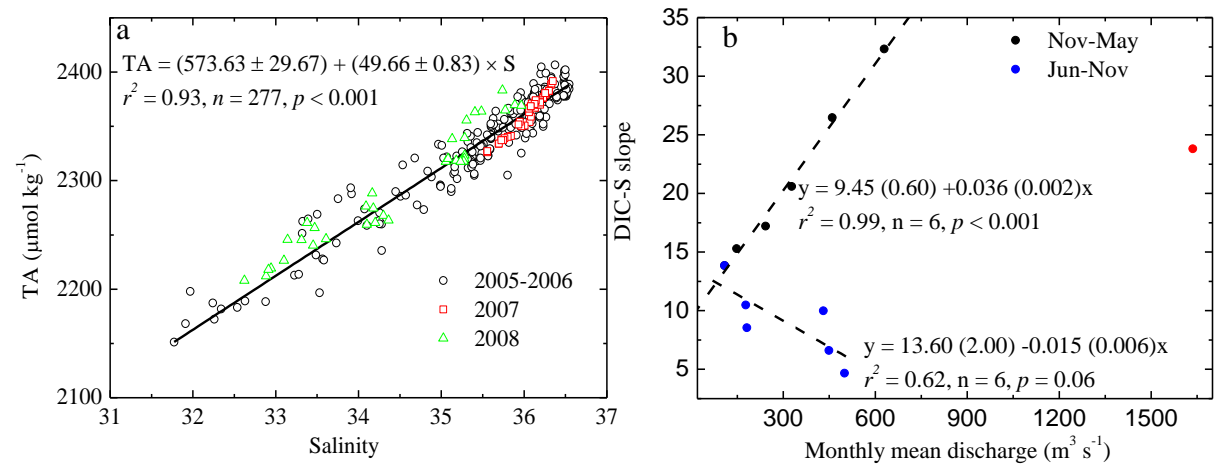 a
TA = (573.63 ± 29.67) + (49.66 ± 0.83) × S
r² = 0.93, n = 277, p < 0.001
2400
2300
2200
2100
TA (μmol kg⁻¹)
2005-2006
2007
2008
31 32 33 34 35 36 37
Salinity
b
35
30
25
20
15
10
5
DIC-S slope
Nov-May
Jun-Nov
y = 9.45 (0.60) +0.036 (0.002)x
r² = 0.99, n = 6, p < 0.001
y = 13.60 (2.00) -0.015 (0.006)x
r² = 0.62, n = 6, p = 0.06
300 600 900 1200 1500
Monthly mean discharge (m³ s⁻¹)